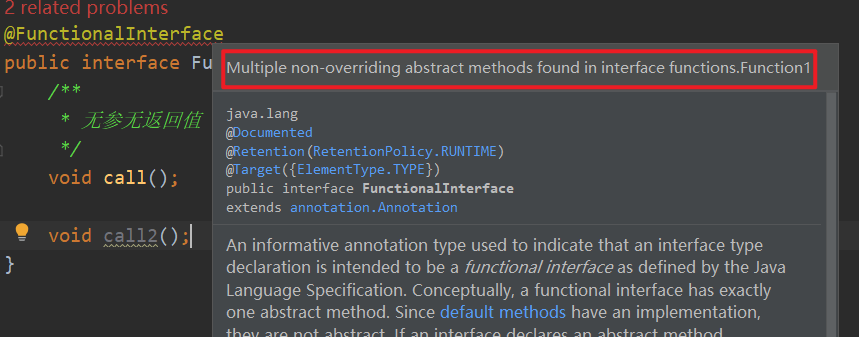 2 related problems
@FunctionalInterface
public interface Fu
Multiple non-overriding abstract methods found in interface functions.Function1
/**
* 无参无返回值
*/
void call();
void call2();
}
java.lang
@Documented
@Retention(RetentionPolicy.RUNTIME)
@Target({ElementType.TYPE})
public interface FunctionalInterface
extends annotation.Annotation
An informative annotation type used to indicate that an interface type
declaration is intended to be a functional interface as defined by the Java
Language Specification. Conceptually, a functional interface has exactly
one abstract method. Since default methods have an implementation,
they are not abstract. If an interface declares an abstract method